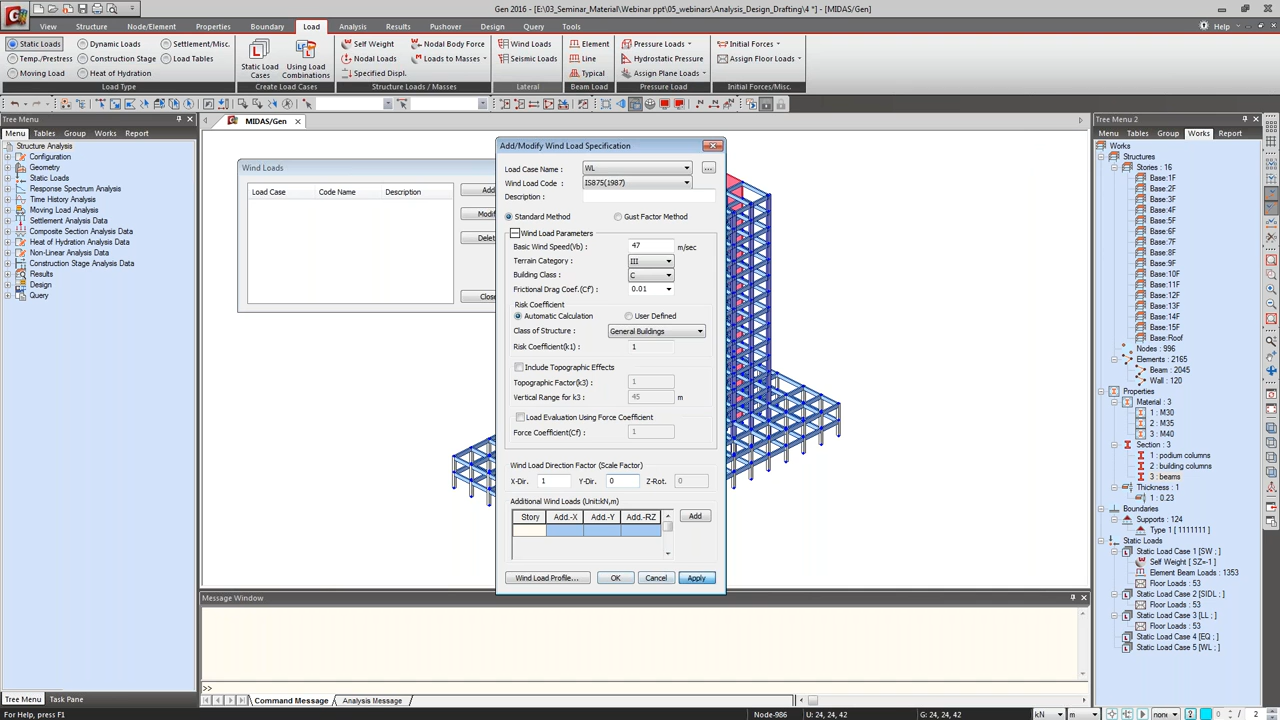 Gen 2016 - [E:\03_Seminar_Material\Webinar ppt\05_webinars\Analysis_Design_Drafting\4 *] - [MIDAS/Gen]
View Structure Node/Element Properties Boundary Load Analysis Results Pushover Design Query Tools Help
Static Loads Dynamic Loads Settlement/Misc.
Temp./Prestress Construction Stage Load Tables
Moving Load Heat of Hydration
Load Type
Static Load Cases
Using Load Combinations
Create Load Cases
Self Weight Nodal Body Force
Nodal Loads Loads to Masses
Specified Displ.
Structure Loads / Masses
Wind Loads
Seismic Loads
Lateral
Element
Line
Typical
Beam Load
Pressure Loads
Hydrostatic Pressure
Assign Plane Loads
Pressure Load
Initial Forces
Assign Floor Loads
Initial Forces/Misc.
Tree Menu
Menu Tables Group Works Report
Structure Analysis
Configuration
Geometry
Static Loads
Response Spectrum Analysis
Time History Analysis
Moving Load Analysis
Settlement Analysis Data
Composite Section Analysis Data
Heat of Hydration Analysis Data
Non-Linear Analysis Data
Construction Stage Analysis Data
Results
Design
Query
MIDAS/Gen
Wind Loads
Load Case Code Name Description
Add
Modif
Delet
Close
Add/Modify Wind Load Specification
Load Case Name : WL ...
Wind Load Code : IS875(1987)
Description :
Standard Method Gust Factor Method
Wind Load Parameters
Basic Wind Speed(Vb) : 47 m/sec
Terrain Category : III
Building Class : C
Frictional Drag Coef.(Cf') 0.01
Risk Coefficient
Automatic Calculation User Defined
Class of Structure : General Buildings
Risk Coefficient(k1) 1
Include Topographic Effects
Topographic Factor(k3) : 1
Vertical Range for k3 : 45 m
Load Evaluation Using Force Coefficient
Force Coefficient(Cf) : 1
Wind Load Direction Factor (Scale Factor)
X-Dir. 1 Y-Dir. 0 Z-Rot. 0
Additional Wind Loads (Unit:kN,m)
Story Add.-X Add.-Y Add.-RZ Add
Wind Load Profile... OK Cancel Apply
Tree Menu 2
Menu Tables Group Works Report
Works
Structures
Stories : 16
Base:1F
Base:2F
Base:3F
Base:4F
Base:5F
Base:6F
Base:7F
Base:8F
Base:9F
Base:10F
Base:11F
Base:12F
Base:13F
Base:14F
Base:15F
Base:Roof
Nodes : 996
Elements : 2165
Beam : 2045
Wall : 120
Properties
Material : 3
1 : M30
2 : M35
3 : M40
Section : 3
1 : podium columns
2 : building columns
3 : beams
Thickness : 1
1 : 0.23
Boundaries
Supports : 124
Type 1 [1111111]
Static Loads
Static Load Case 1 [SW ; ]
Self Weight [ SZ=-1 ]
Element Beam Loads : 1353
Floor Loads : 53
Static Load Case 2 [SIDL ; ]
Floor Loads : 53
Static Load Case 3 [LL ; ]
Floor Loads : 53
Static Load Case 4 [EQ ; ]
Static Load Case 5 [WL ; ]
Message Window
>>
Command Message Analysis Message
Tree Menu Task Pane
For Help, press F1
Node-986 U: 24, 24, 42 G: 24, 24, 42 kN m non 0 / 2